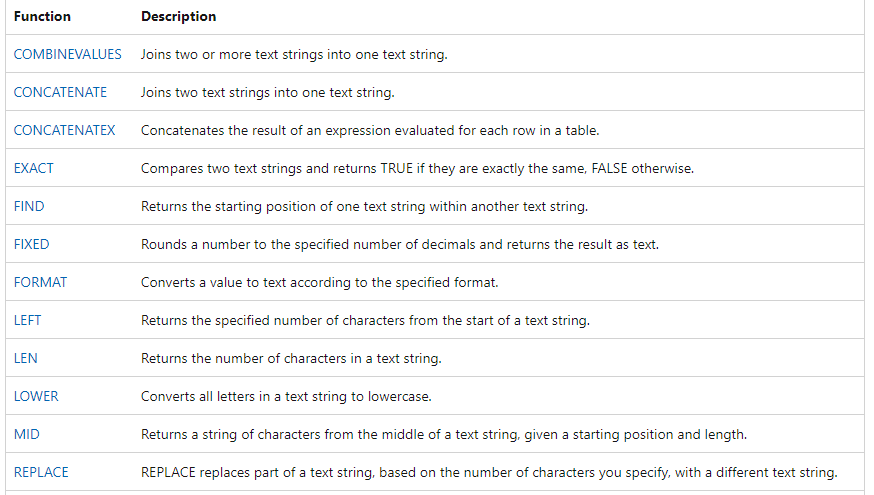 Function Description
COMBINEVALUES Joins two or more text strings into one text string.
CONCATENATE Joins two text strings into one text string.
CONCATENATEX Concatenates the result of an expression evaluated for each row in a table.
EXACT Compares two text strings and returns TRUE if they are exactly the same, FALSE otherwise.
FIND Returns the starting position of one text string within another text string.
FIXED Rounds a number to the specified number of decimals and returns the result as text.
FORMAT Converts a value to text according to the specified format.
LEFT Returns the specified number of characters from the start of a text string.
LEN Returns the number of characters in a text string.
LOWER Converts all letters in a text string to lowercase.
MID Returns a string of characters from the middle of a text string, given a starting position and length.
REPLACE REPLACE replaces part of a text string, based on the number of characters you specify, with a different text string.